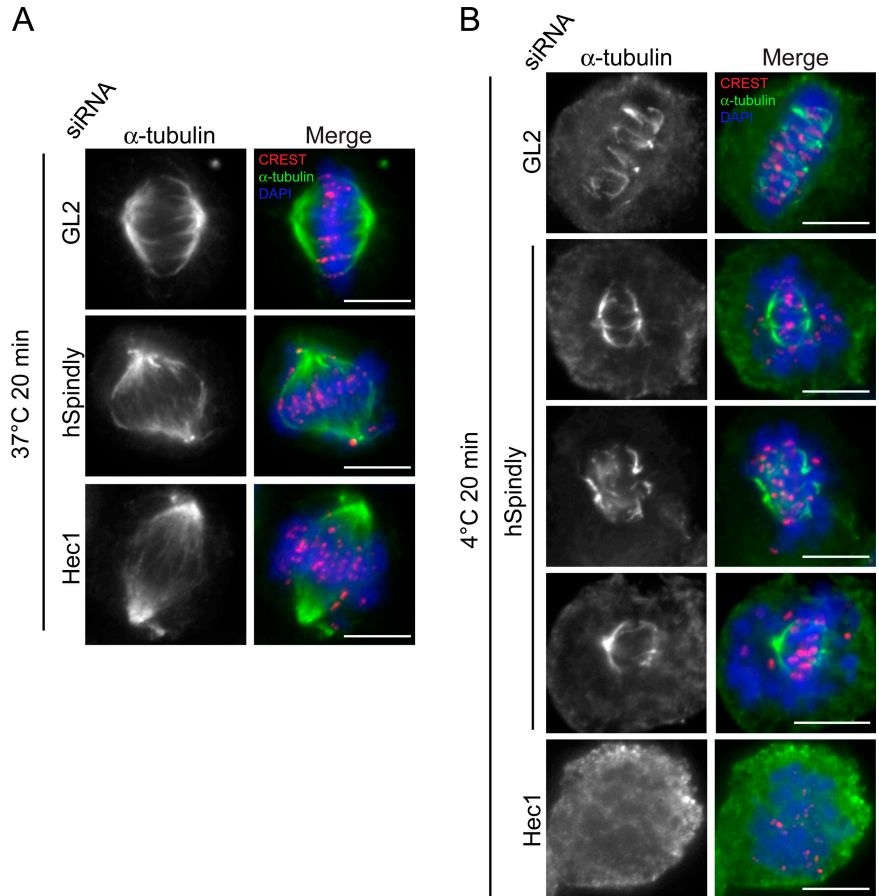 A
siRNA
α-tubulin
Merge
37°C 20 min
GL2
CREST
α-tubulin
DAPI
hSpindly
Hec1
B
siRNA
α-tubulin
Merge
4°C 20 min
GL2
CREST
α-tubulin
DAPI
hSpindly
Hec1